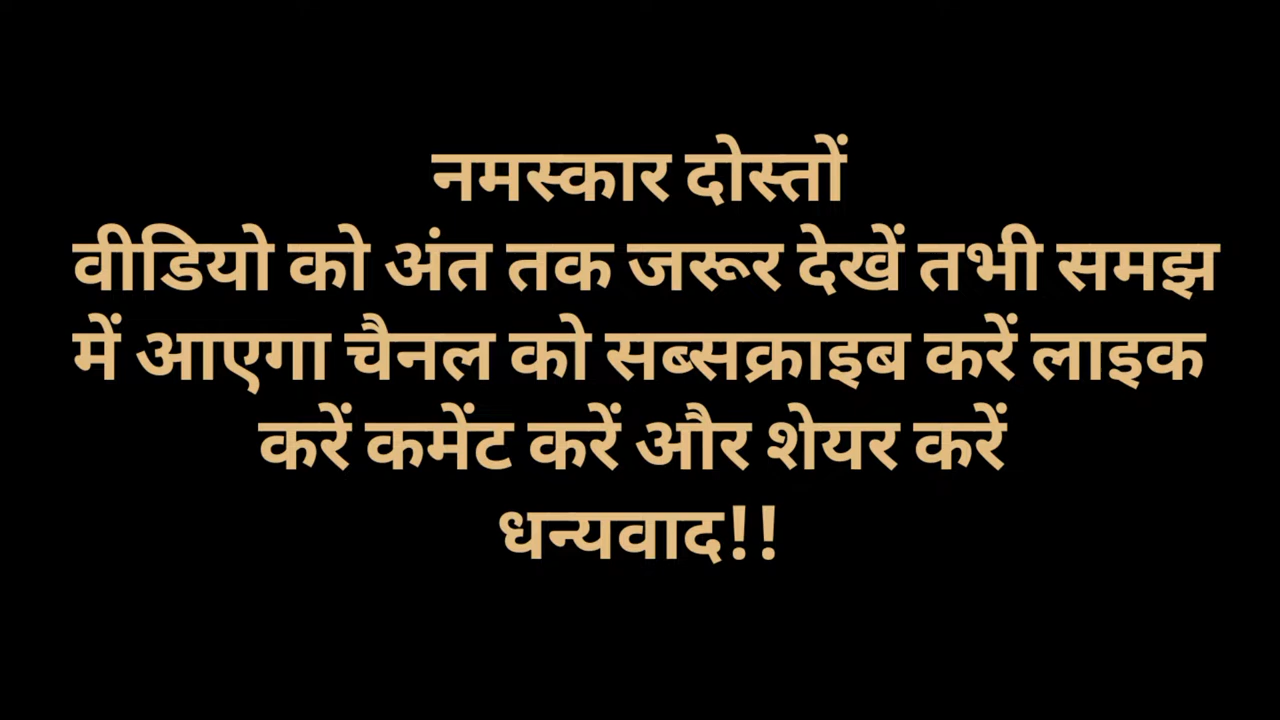 नमस्कार दोस्तों
वीडियो को अंत तक जरूर देखें तभी समझ
में आएगा चैनल को सब्सक्राइब करें लाइक
करें कमेंट करें और शेयर करें
धन्यवाद!!